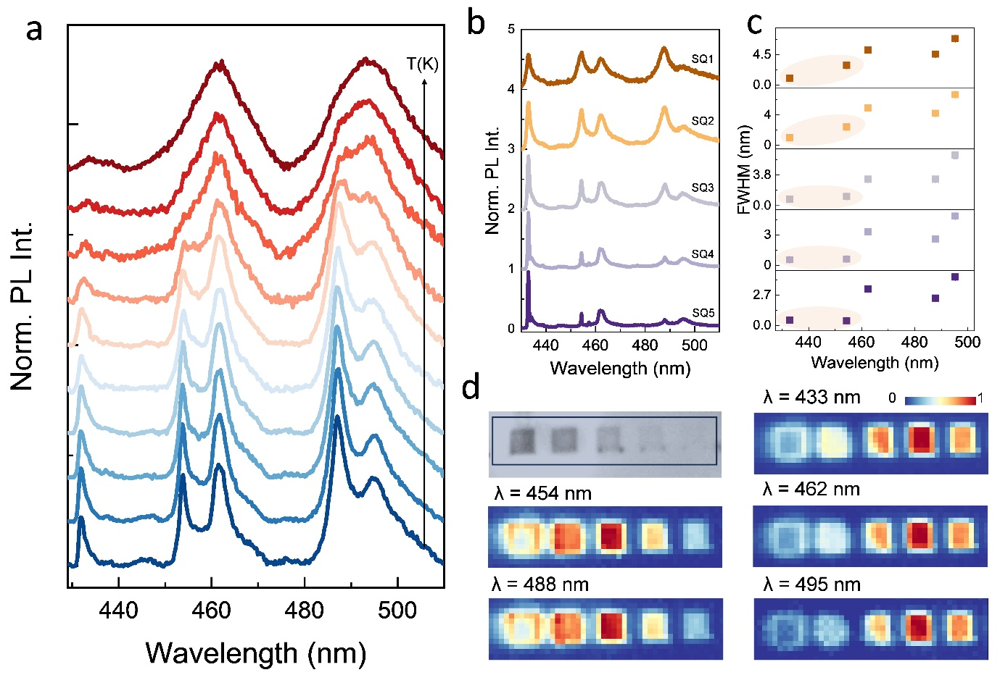 a
T(K)
Norm. PL Int.
440
460
480
500
Wavelength (nm)
b
5
4
3
2
1
0
SQ1
SQ2
SQ3
SQ4
SQ5
Norm. PL Int.
440
460
480
500
Wavelength (nm)
c
4.5
0.0
4
0
3.8
0.0
3
0
2.7
0.0
FWHM (nm)
440
460
480
500
Wavelength (nm)
d
λ = 433 nm
0
1
λ = 454 nm
λ = 462 nm
λ = 488 nm
λ = 495 nm